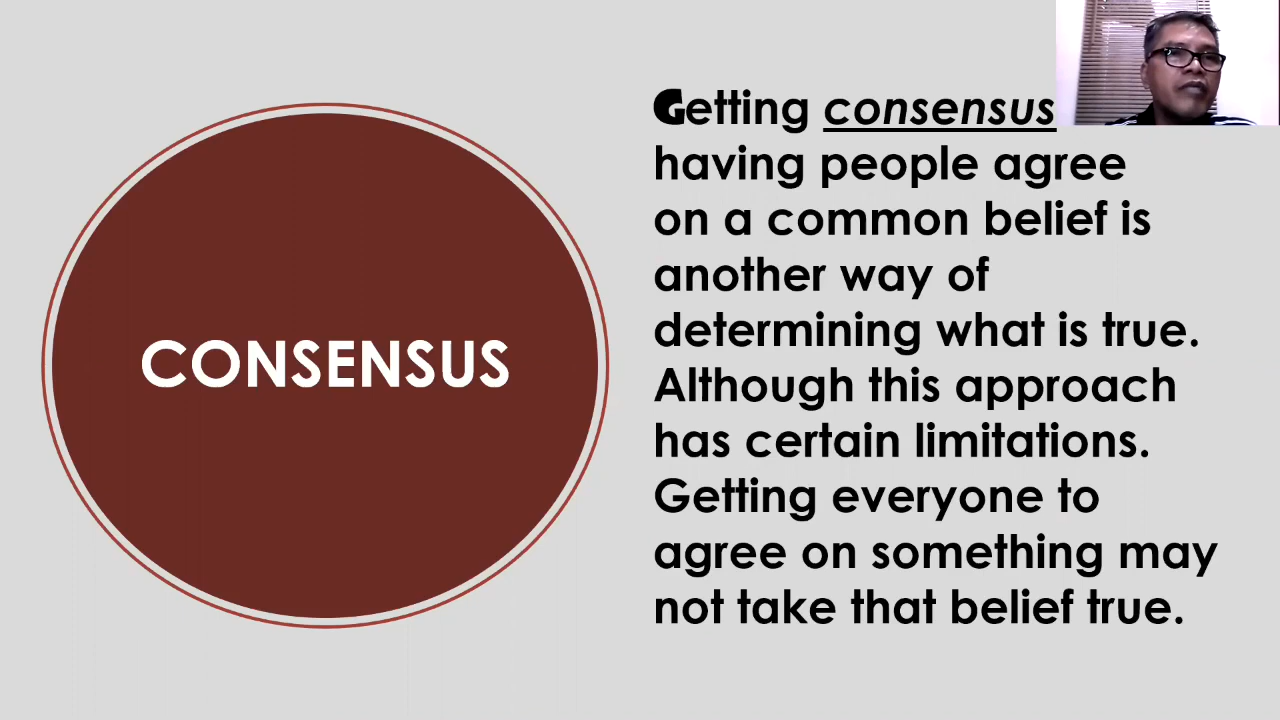 CONSENSUS
Getting consensus
having people agree
on a common belief is
another way of
determining what is true.
Although this approach
has certain limitations.
Getting everyone to
agree on something may
not take that belief true.